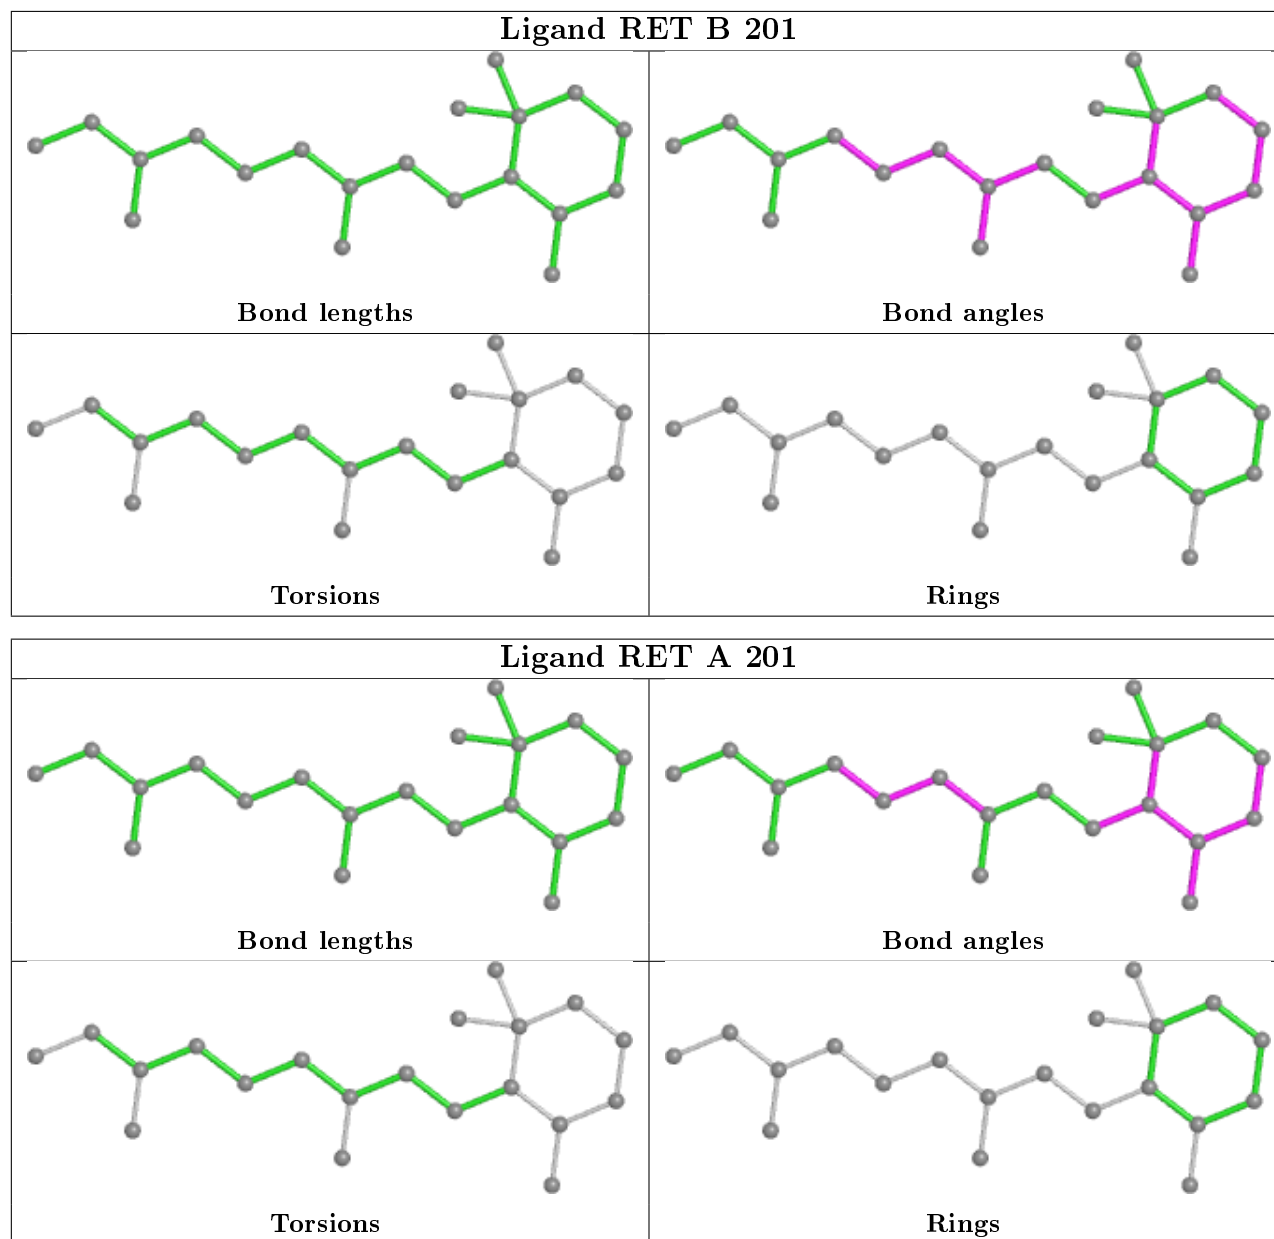 Ligand RET B 201
Bond lengths
Bond angles
Torsions
Rings
Ligand RET A 201
Bond lengths
Bond angles
Torsions
Rings